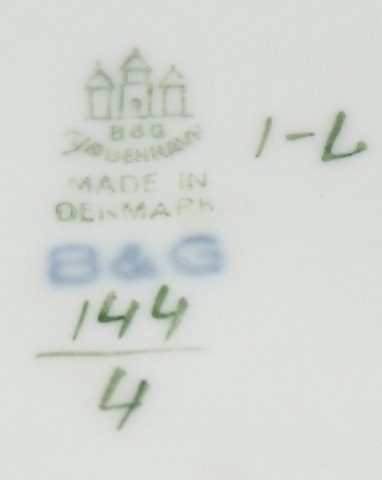 B&G
KJØBENHAVN
MADE IN
DENMARK
B&G
1-L
144
4